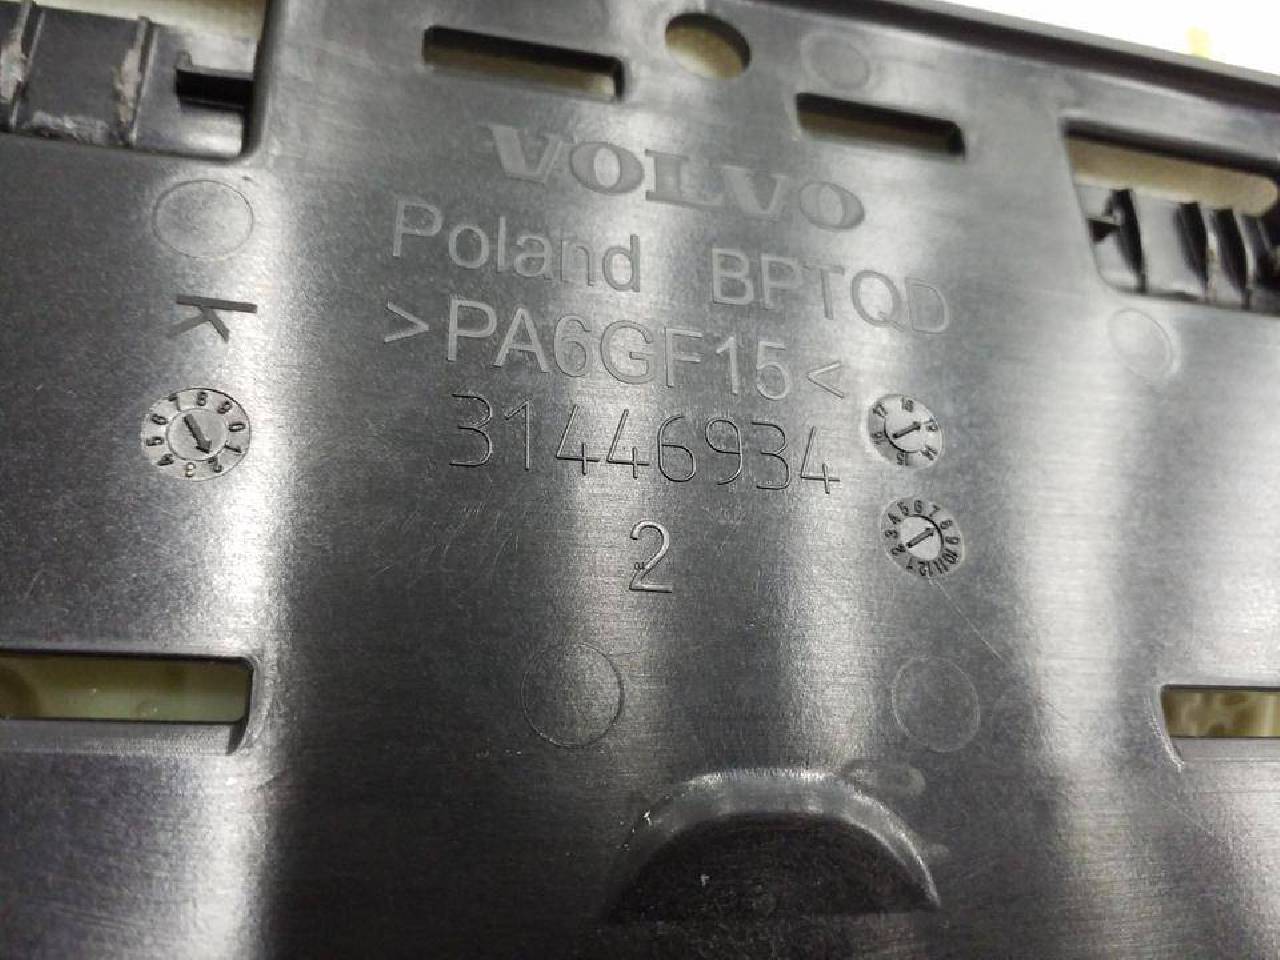 VOLVO
Poland BPTQD
>PA6GF15<
31446934
2
K